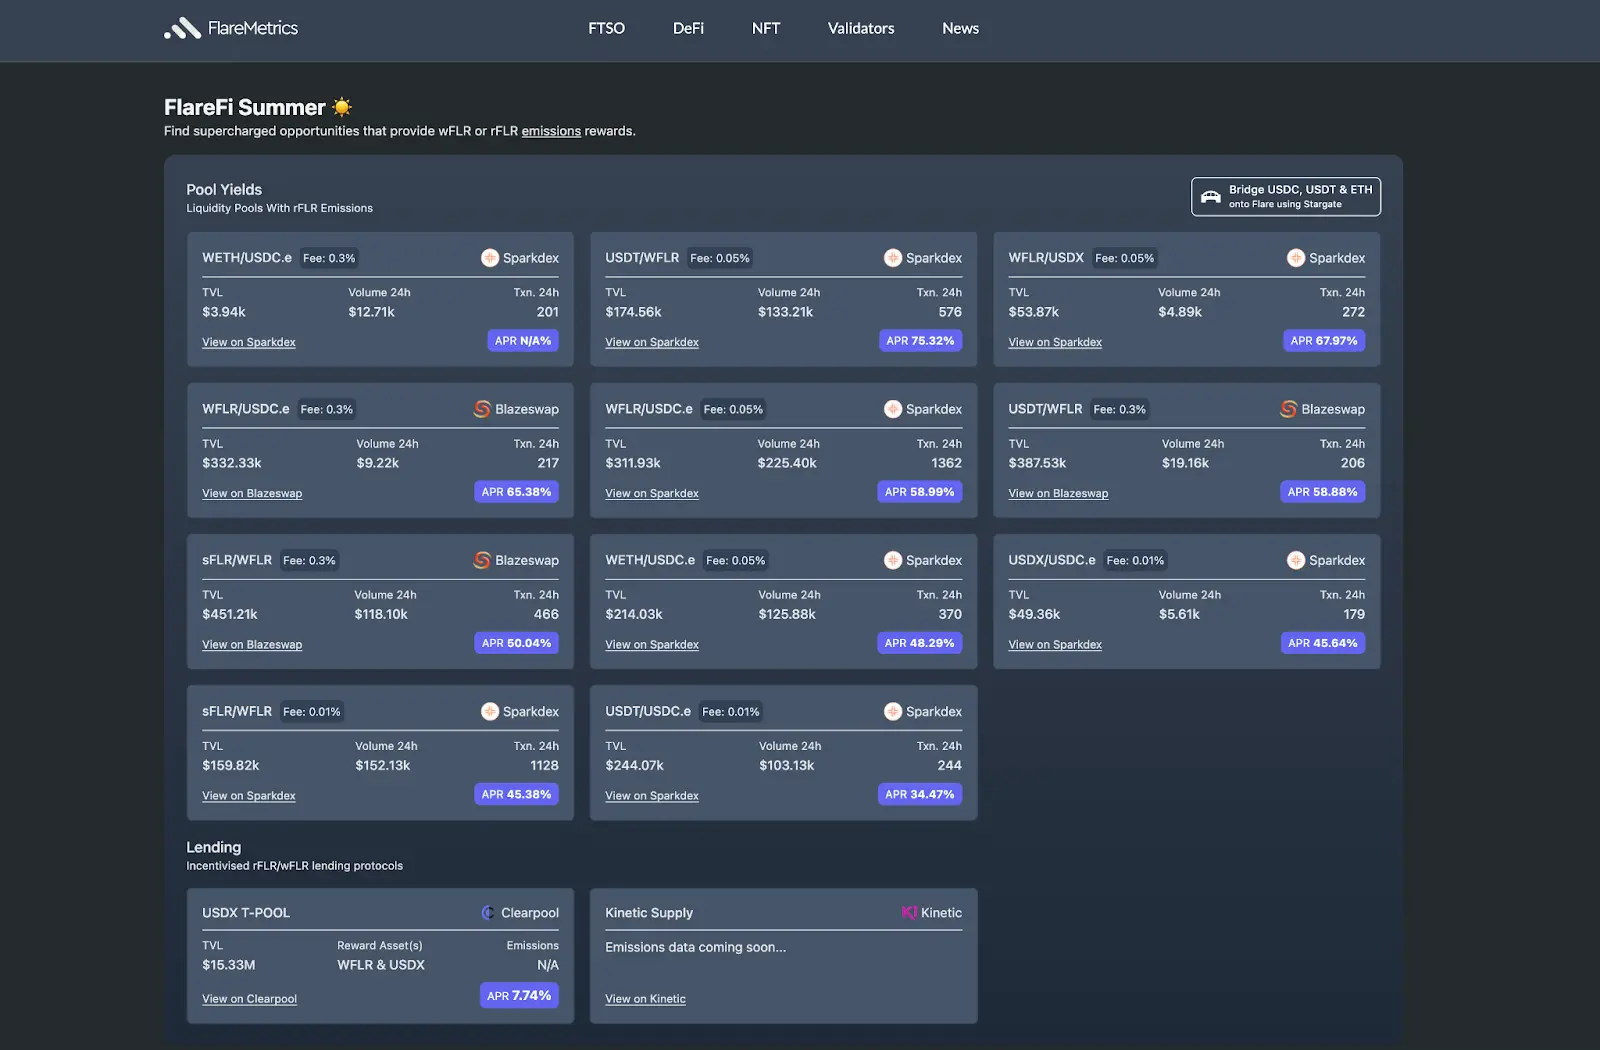 FlareMetrics
FTSO DeFi NFT Validators News
FlareFi Summer ☀️
Find supercharged opportunities that provide wFLR or rFLR emissions rewards.
Pool Yields
Liquidity Pools With rFLR Emissions
Bridge USDC, USDT & ETH
onto Flare using Stargate
WETH/USDC.e Fee: 0.3% Sparkdex
TVL Volume 24h Txn. 24h
$3.94k $12.71k 201
View on Sparkdex APR N/A%
USDT/WFLR Fee: 0.05% Sparkdex
TVL Volume 24h Txn. 24h
$174.56k $133.21k 576
View on Sparkdex APR 75.32%
WFLR/USDX Fee: 0.05% Sparkdex
TVL Volume 24h Txn. 24h
$53.87k $4.89k 272
View on Sparkdex APR 67.97%
WFLR/USDC.e Fee: 0.3% Blazeswap
TVL Volume 24h Txn. 24h
$332.33k $9.22k 217
View on Blazeswap APR 65.38%
WFLR/USDC.e Fee: 0.05% Sparkdex
TVL Volume 24h Txn. 24h
$311.93k $225.40k 1362
View on Sparkdex APR 58.99%
USDT/WFLR Fee: 0.3% Blazeswap
TVL Volume 24h Txn. 24h
$387.53k $19.16k 206
View on Blazeswap APR 58.88%
sFLR/WFLR Fee: 0.3% Blazeswap
TVL Volume 24h Txn. 24h
$451.21k $118.10k 466
View on Blazeswap APR 50.04%
WETH/USDC.e Fee: 0.05% Sparkdex
TVL Volume 24h Txn. 24h
$214.03k $125.88k 370
View on Sparkdex APR 48.29%
USDX/USDC.e Fee: 0.01% Sparkdex
TVL Volume 24h Txn. 24h
$49.36k $5.61k 179
View on Sparkdex APR 45.64%
sFLR/WFLR Fee: 0.01% Sparkdex
TVL Volume 24h Txn. 24h
$159.82k $152.13k 1128
View on Sparkdex APR 45.38%
USDT/USDC.e Fee: 0.01% Sparkdex
TVL Volume 24h Txn. 24h
$244.07k $103.13k 244
View on Sparkdex APR 34.47%
Lending
Incentivised rFLR/wFLR lending protocols
USDX T-POOL Clearpool
TVL Reward Asset(s) Emissions
$15.33M WFLR & USDX N/A
View on Clearpool APR 7.74%
Kinetic Supply Kinetic
Emissions data coming soon...
View on Kinetic